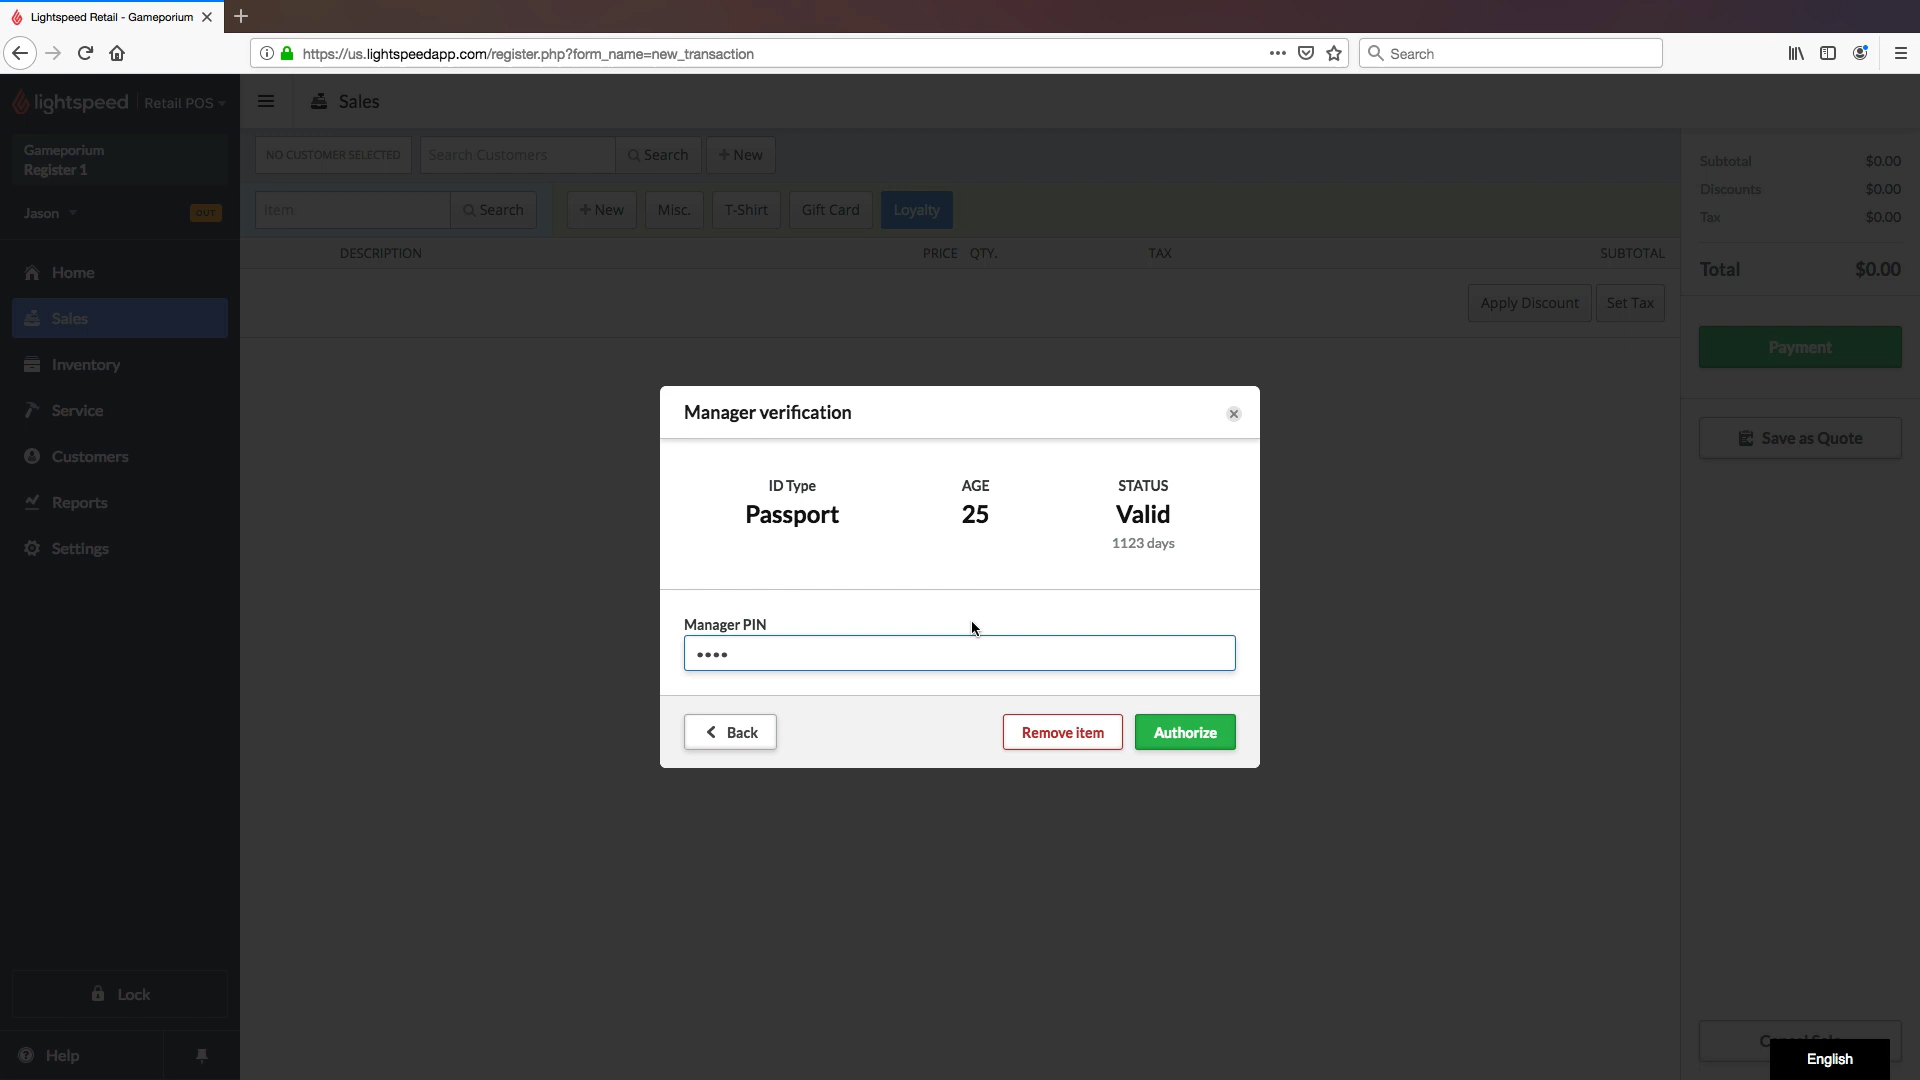 Lightspeed Retail - Gameporium
https://us.lightspeedapp.com/register.php?form_name=new_transaction
Search
lightspeed Retail POS
Sales
Gameporium
Register 1
NO CUSTOMER SELECTED Search Customers Search + New
Subtotal $0.00
Discounts $0.00
Tax $0.00
Jason OUT
Item Search + New Misc. T-Shirt Gift Card Loyalty
DESCRIPTION PRICE QTY. TAX SUBTOTAL
Total $0.00
Apply Discount Set Tax
Payment
Save as Quote
Home
Sales
Inventory
Service
Customers
Reports
Settings
Manager verification
ID Type AGE STATUS
Passport 25 Valid
1123 days
Manager PIN
••••
Back Remove item Authorize
Lock
Help
English